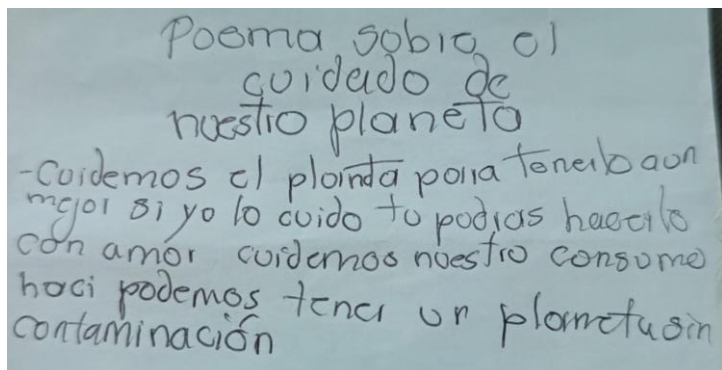 Poema sobre el
cuidado de
nuestro planeta
-Cuidemos el planeta para tenerlo aun
mejor si yo lo cuido tu podras hacerlo
con amor cuidemos nuestro consumo
haci podemos tener un planeta sin
contaminación